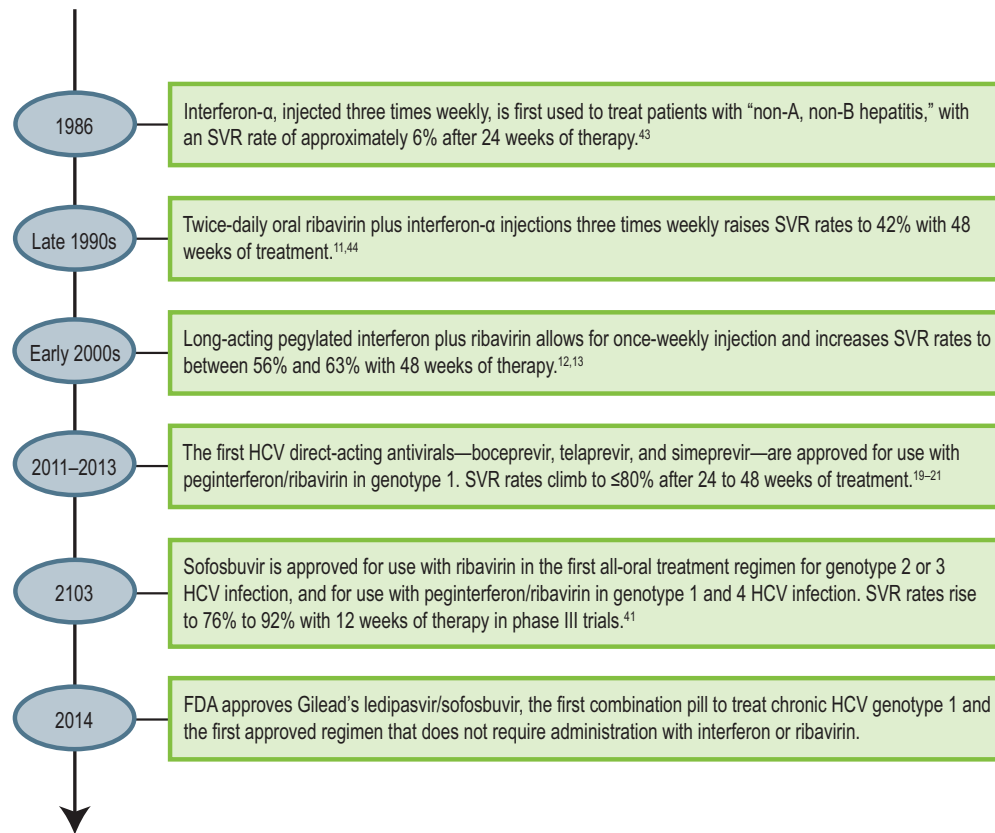 1986
Interferon-α, injected three times weekly, is first used to treat patients with “non-A, non-B hepatitis,” with
an SVR rate of approximately 6% after 24 weeks of therapy.⁴³
Late 1990s
Twice-daily oral ribavirin plus interferon-α injections three times weekly raises SVR rates to 42% with 48
weeks of treatment.¹¹,⁴⁴
Early 2000s
Long-acting pegylated interferon plus ribavirin allows for once-weekly injection and increases SVR rates to
between 56% and 63% with 48 weeks of therapy.¹²,¹³
2011–2013
The first HCV direct-acting antivirals—boceprevir, telaprevir, and simeprevir—are approved for use with
peginterferon/ribavirin in genotype 1. SVR rates climb to ≤80% after 24 to 48 weeks of treatment.¹⁹–²¹
2103
Sofosbuvir is approved for use with ribavirin in the first all-oral treatment regimen for genotype 2 or 3
HCV infection, and for use with peginterferon/ribavirin in genotype 1 and 4 HCV infection. SVR rates rise
to 76% to 92% with 12 weeks of therapy in phase III trials.⁴¹
2014
FDA approves Gilead’s ledipasvir/sofosbuvir, the first combination pill to treat chronic HCV genotype 1 and
the first approved regimen that does not require administration with interferon or ribavirin.